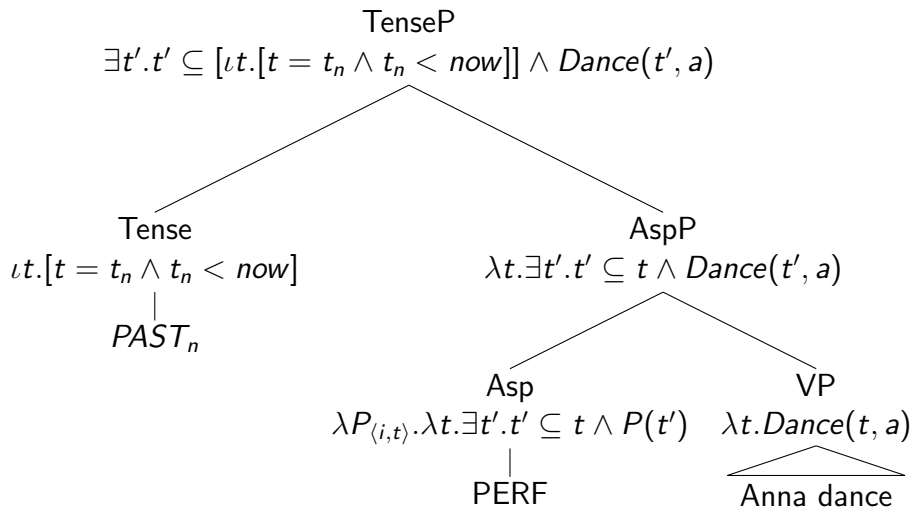 TenseP
∃t′.t′ ⊆ [ιt.[t = tₙ ∧ tₙ < now]] ∧ Dance(t′, a)
Tense
ιt.[t = tₙ ∧ tₙ < now]
PASTₙ
AspP
λt.∃t′.t′ ⊆ t ∧ Dance(t′, a)
Asp
λP⟨i,t⟩.λt.∃t′.t′ ⊆ t ∧ P(t′)
PERF
VP
λt.Dance(t, a)
Anna dance